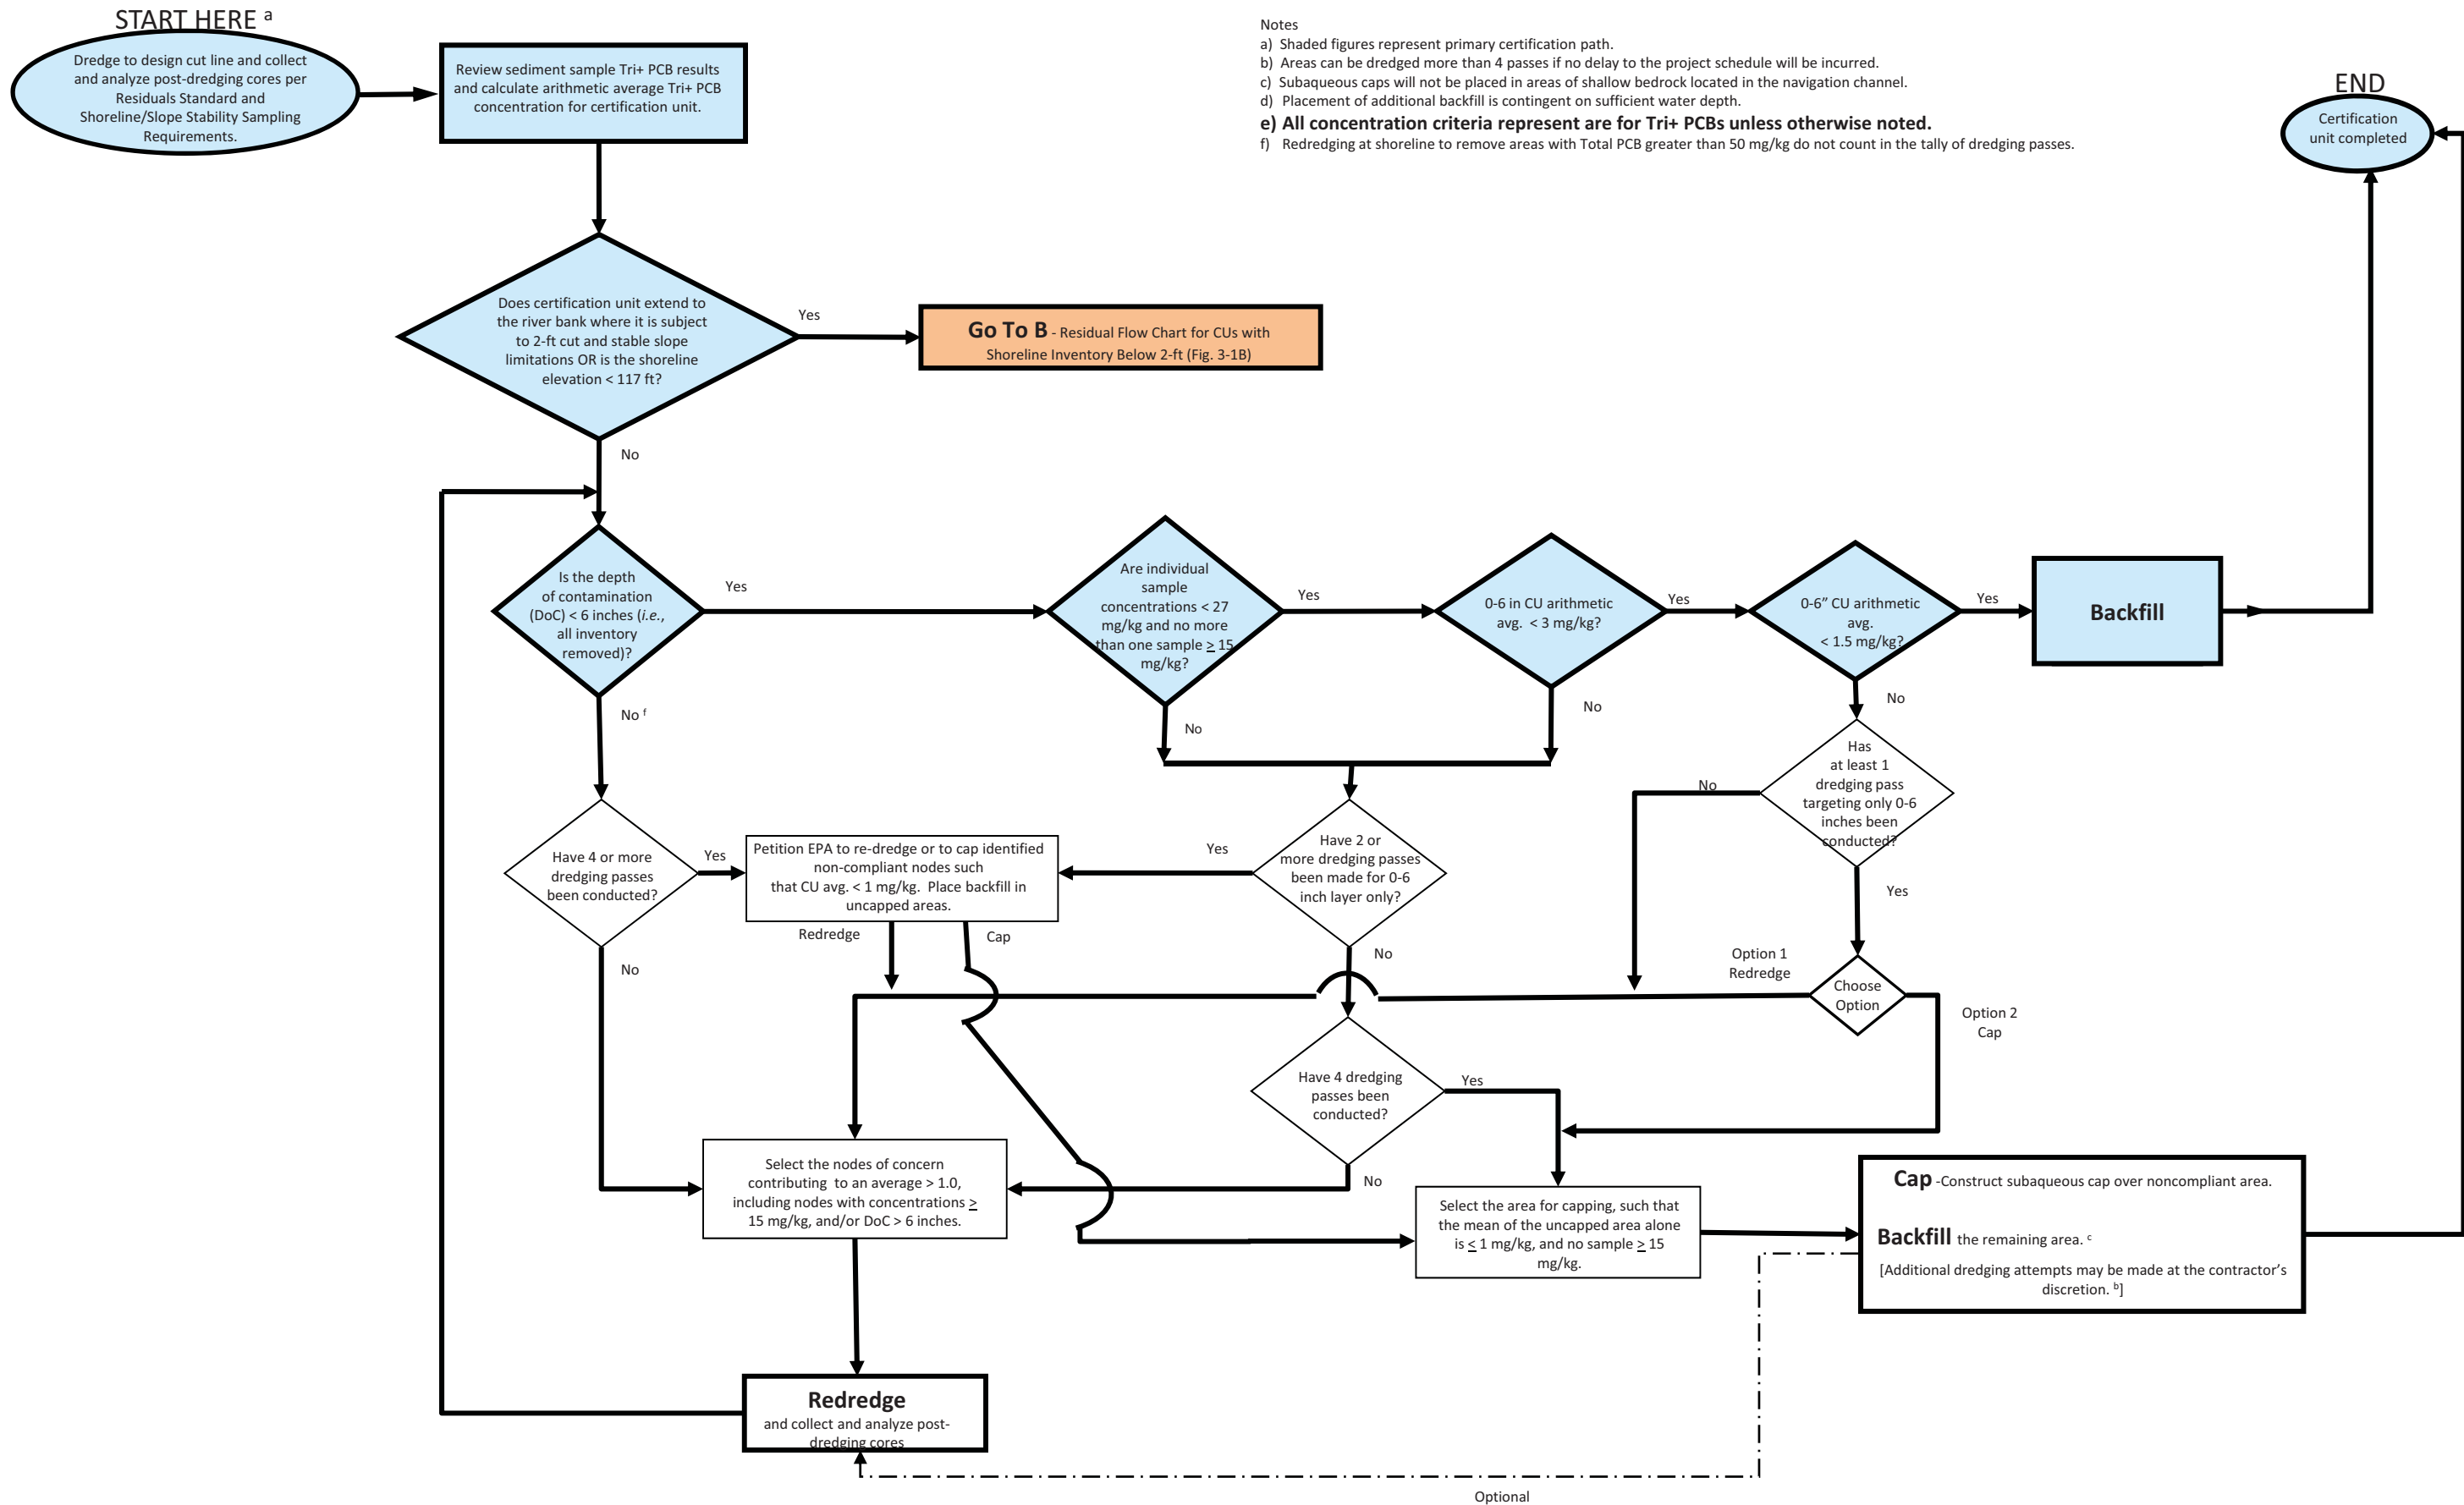 START HERE a
Dredge to design cut line and collect
and analyze post-dredging cores per
Residuals Standard and
Shoreline/Slope Stability Sampling
Requirements.
Review sediment sample Tri+ PCB results
and calculate arithmetic average Tri+ PCB
concentration for certification unit.
Notes
a) Shaded figures represent primary certification path.
b) Areas can be dredged more than 4 passes if no delay to the project schedule will be incurred.
c) Subaqueous caps will not be placed in areas of shallow bedrock located in the navigation channel.
d) Placement of additional backfill is contingent on sufficient water depth.
e) All concentration criteria represent are for Tri+ PCBs unless otherwise noted.
f) Redredging at shoreline to remove areas with Total PCB greater than 50 mg/kg do not count in the tally of dredging passes.
END
Certification
unit completed
Does certification unit extend to
the river bank where it is subject
to 2-ft cut and stable slope
limitations OR is the shoreline
elevation < 117 ft?
Yes
Go To B - Residual Flow Chart for CUs with
Shoreline Inventory Below 2-ft (Fig. 3-1B)
No
Is the depth
of contamination
(DoC) < 6 inches (i.e.,
all inventory
removed)?
Yes
Are individual
sample
concentrations < 27
mg/kg and no more
than one sample ≥ 15
mg/kg?
Yes
0-6 in CU arithmetic
avg. < 3 mg/kg?
Yes
0-6" CU arithmetic
avg.
< 1.5 mg/kg?
Yes
Backfill
No f
No
No
No
Has
at least 1
dredging pass
targeting only 0-6
inches been
conducted?
No
Yes
Have 4 or more
dredging passes
been conducted?
Yes
Petition EPA to re-dredge or to cap identified
non-compliant nodes such
that CU avg. < 1 mg/kg. Place backfill in
uncapped areas.
Yes
Have 2 or
more dredging passes
been made for 0-6
inch layer only?
Redredge
Cap
No
No
Option 1
Redredge
Choose
Option
Option 2
Cap
Have 4 dredging
passes been
conducted?
Yes
No
Select the nodes of concern
contributing to an average > 1.0,
including nodes with concentrations ≥
15 mg/kg, and/or DoC > 6 inches.
Select the area for capping, such that
the mean of the uncapped area alone
is ≤ 1 mg/kg, and no sample ≥ 15
mg/kg.
Cap -Construct subaqueous cap over noncompliant area.
Backfill the remaining area. c
[Additional dredging attempts may be made at the contractor's
discretion. b]
Redredge
and collect and analyze post-
dredging cores
Optional